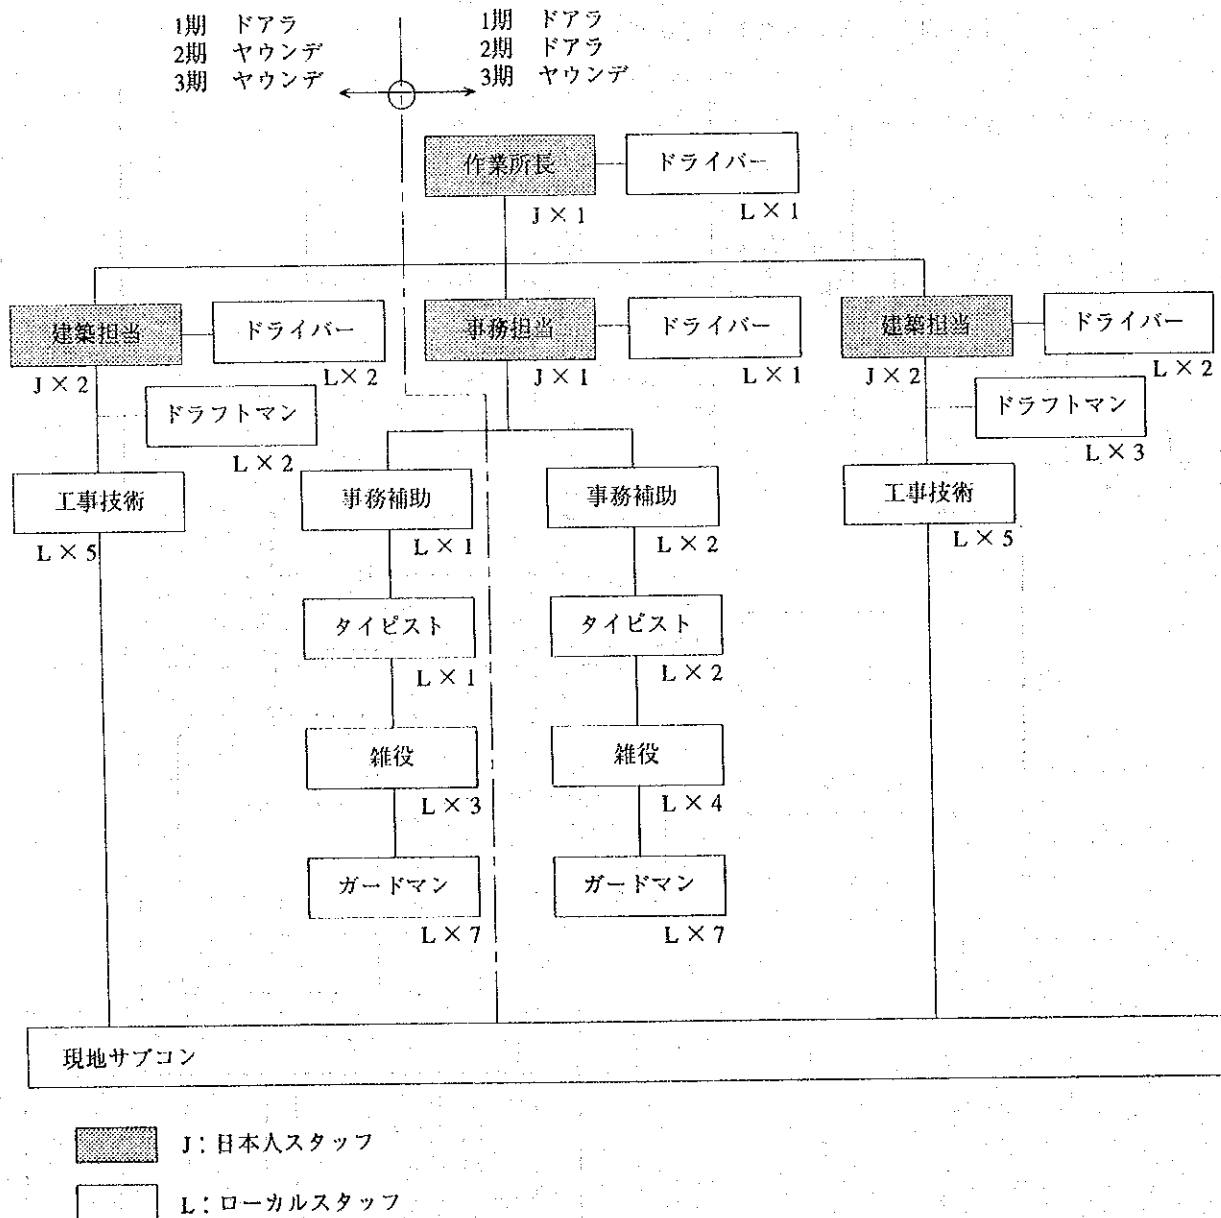 1期 ドアラ
2期 ヤウンデ
3期 ヤウンデ
1期 ドアラ
2期 ドアラ
3期 ヤウンデ
作業所長
J × 1
ドライバー
L × 1
建築担当
J × 2
ドライバー
L × 2
事務担当
J × 1
ドライバー
L × 1
建築担当
J × 2
ドライバー
L × 2
ドラフトマン
L × 2
ドラフトマン
L × 3
工事技術
L × 5
事務補助
L × 1
事務補助
L × 2
工事技術
L × 5
タイピスト
L × 1
タイピスト
L × 2
雑役
L × 3
雑役
L × 4
ガードマン
L × 7
ガードマン
L × 7
現地サブコン
J：日本人スタッフ
L：ローカルスタッフ